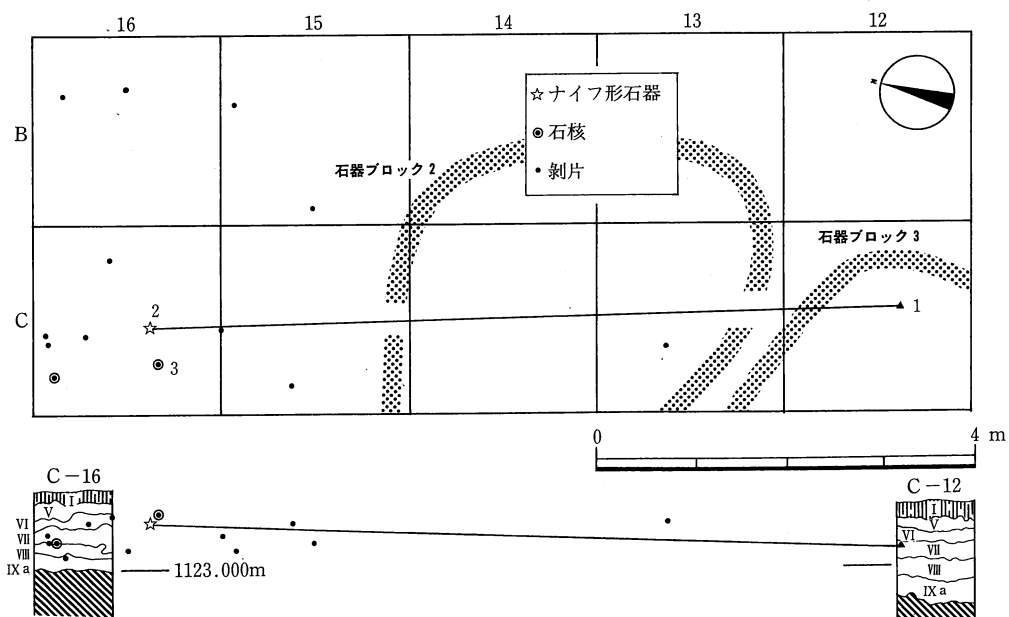 16 15 14 13 12
B
C
N
☆ナイフ形石器
◉石核
•剝片
石器ブロック2
石器ブロック3
2
1
3
0 4 m
C－16
C－12
I
V
VI
VII
VIII
IX a
1123.000m
I
V
VI
VII
VIII
IX a